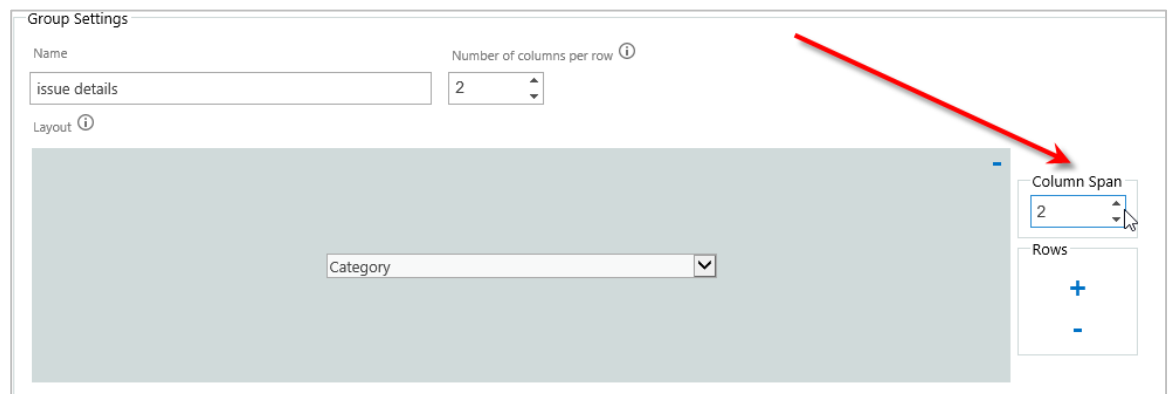 Group Settings
Name
Number of columns per row
issue details
2
Layout
-
Column Span
2
Category
Rows
+
-